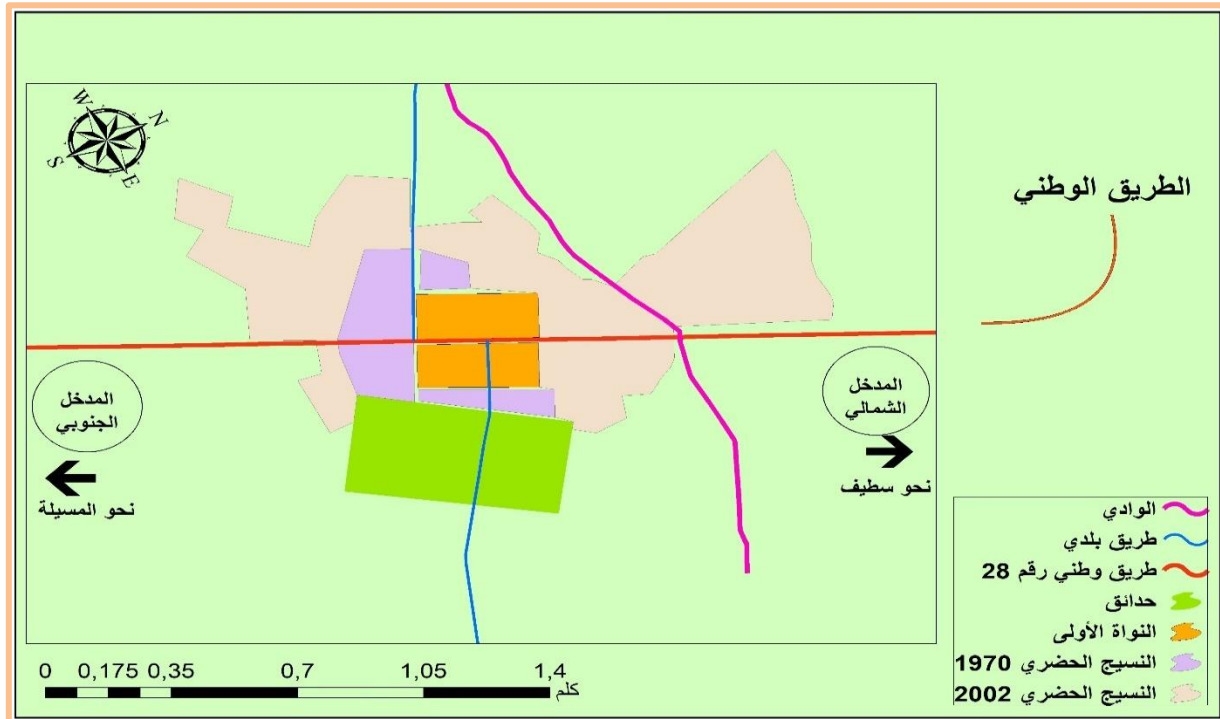 W
N
S
E
الطريق الوطني
المدخل
الجنوبي
نحو المسيلة
المدخل
الشمالي
نحو سطيف
الوادي
طريق بلدي
طريق وطني رقم 28
حدائق
النواة الأولى
النسيج الحضري 1970
النسيج الحضري 2002
0 0,175 0,35 0,7 1,05 1,4
كلم